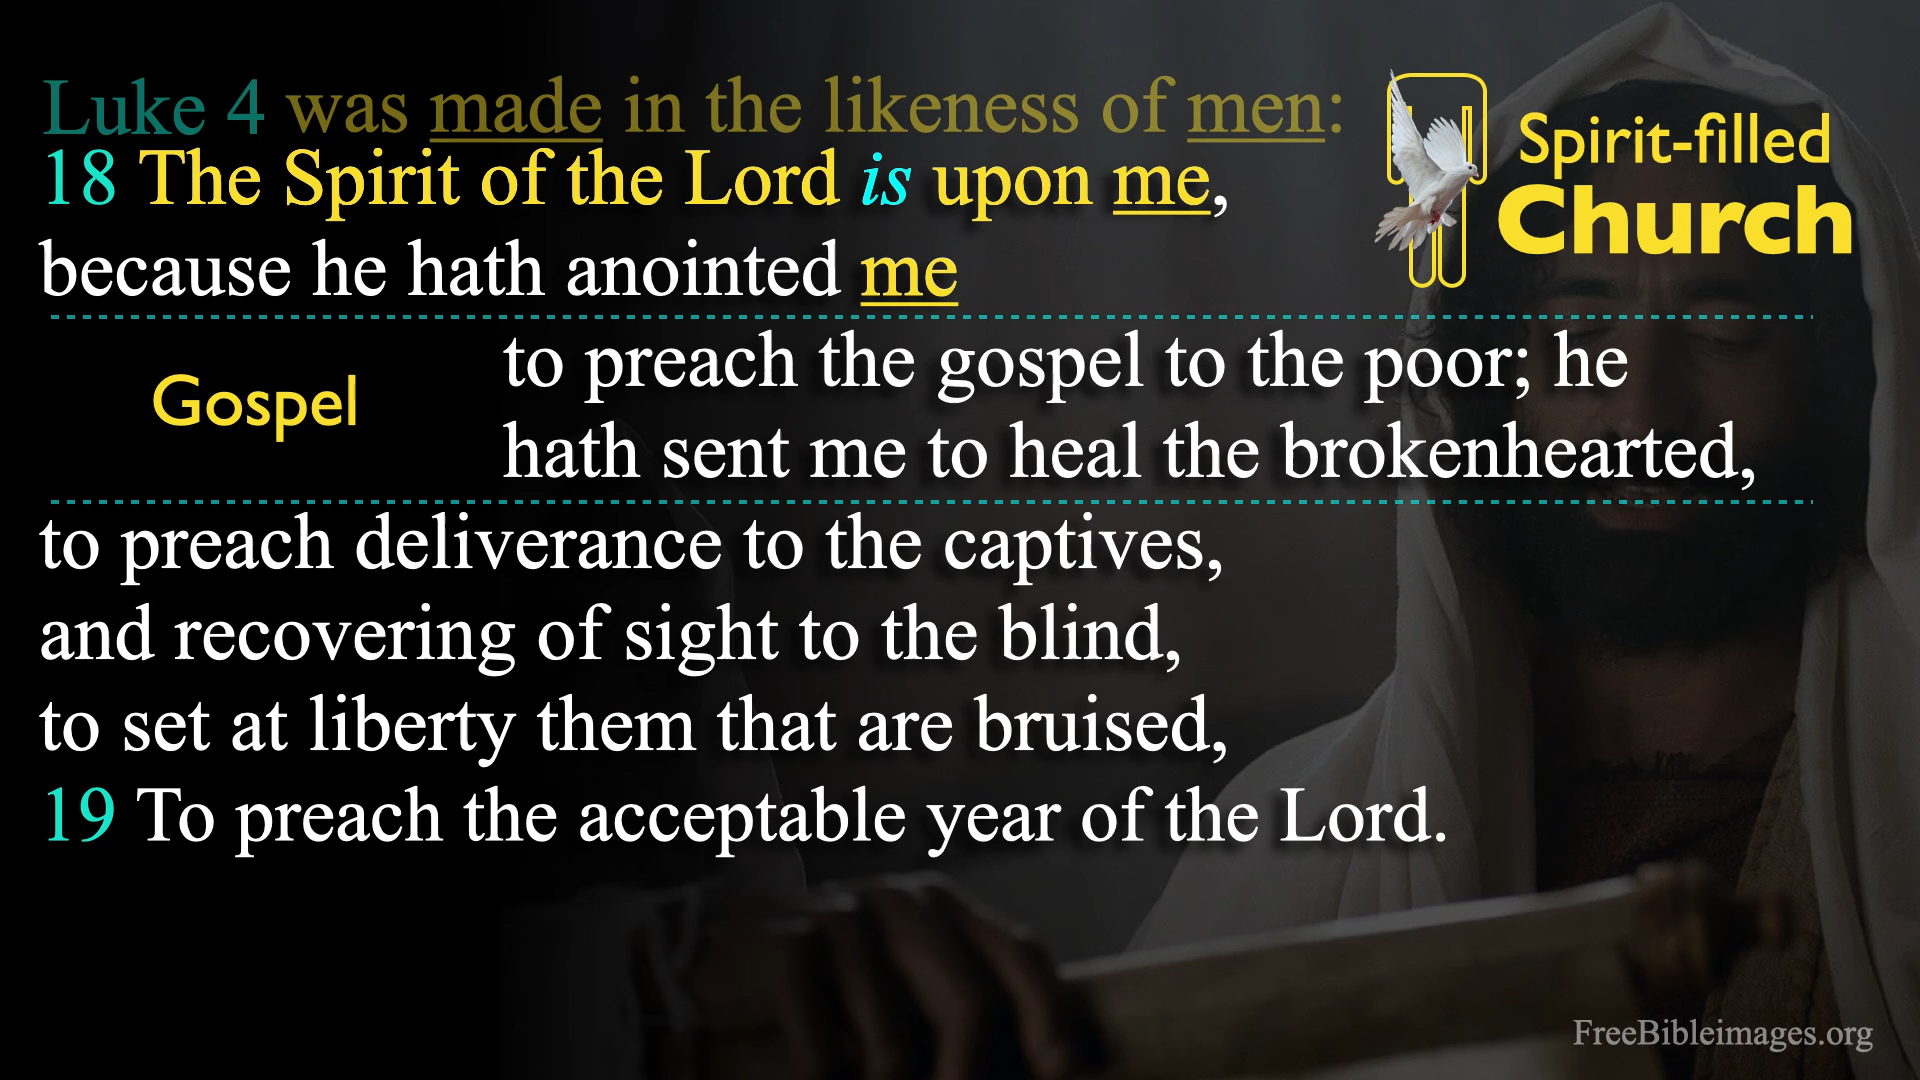 Luke 4 was made in the likeness of men:
18 The Spirit of the Lord is upon me,
because he hath anointed me
Spirit-filled
Church
Gospel
to preach the gospel to the poor; he
hath sent me to heal the brokenhearted,
to preach deliverance to the captives,
and recovering of sight to the blind,
to set at liberty them that are bruised,
19 To preach the acceptable year of the Lord.
FreeBibleimages.org